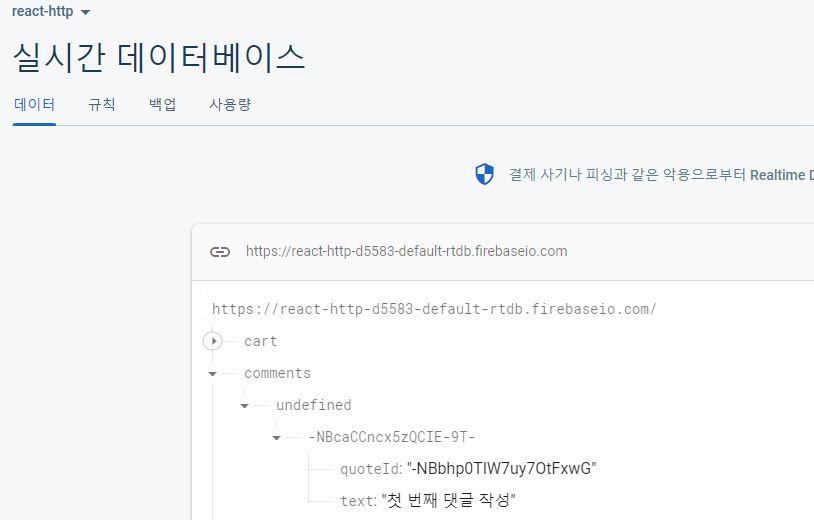 react-http
실시간 데이터베이스
데이터 규칙 백업 사용량
결제 사기나 피싱과 같은 악용으로부터 Realtime D
https://react-http-d5583-default-rtdb.firebaseio.com
https://react-http-d5583-default-rtdb.firebaseio.com/
cart
comments
undefined
-NBcaCCncx5zQCIE-9T-
quoteId: "-NBbhp0TIW7uy7OtFxwG"
text: "첫 번째 댓글 작성"